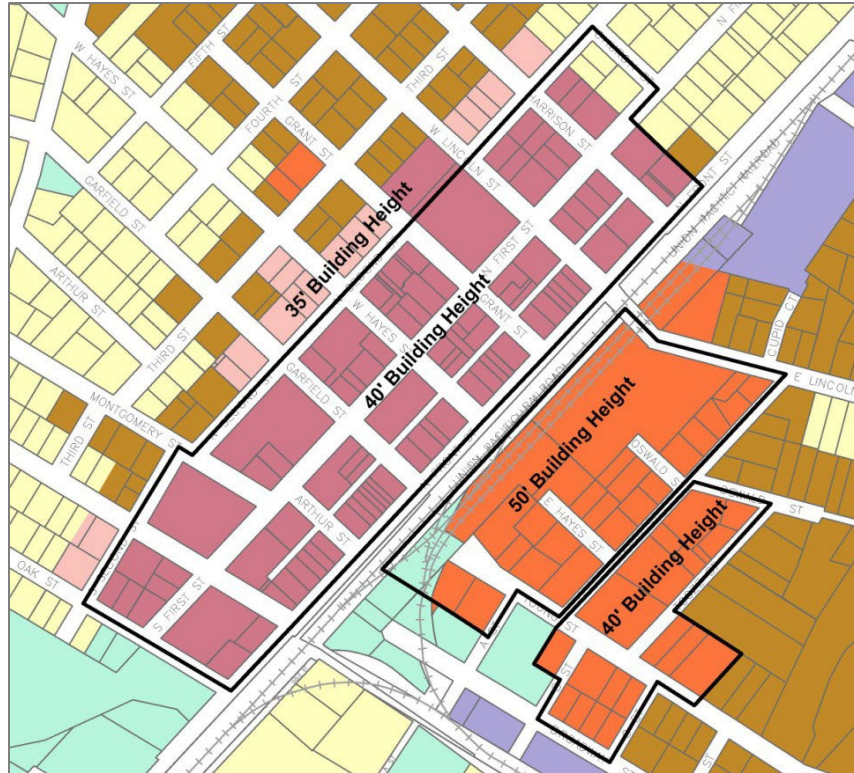 W HAYES ST
FIFTH ST
FOURTH ST
GRANT ST
THIRD ST
W LINCOLN ST
N FIRST ST
GRANT ST
W HAYES ST
GARFIELD ST
ARTHUR ST
THIRD ST
MONTGOMERY ST
THIRD ST
OAK ST
S FIRST ST
ARTHUR ST
GARFIELD ST
35' Building Height
40' Building Height
50' Building Height
40' Building Height
UNION PACIFIC RAILROAD
CUPID CT
E LINCOLN
OSWALD S
E HAYES ST